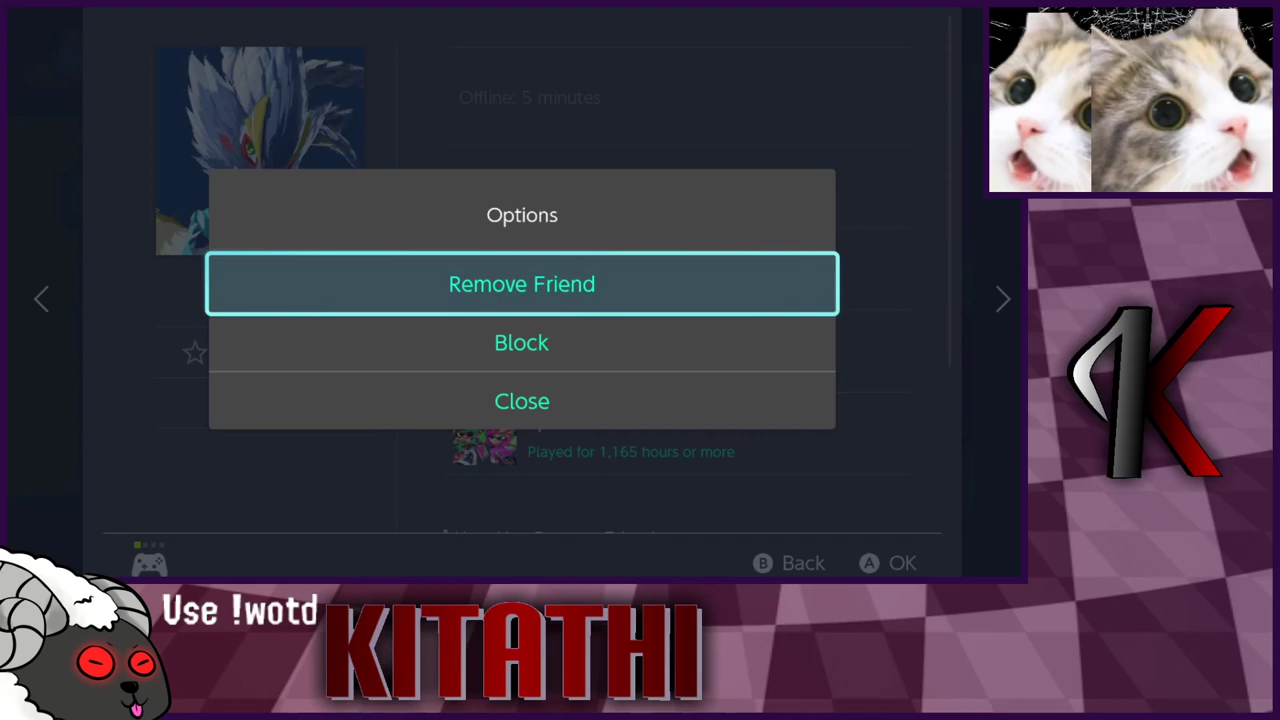 Offline: 5 minutes
Options
Remove Friend
Block
Close
Played for 1,165 hours or more
B Back
A OK
K
Use !wotd
KITATHI